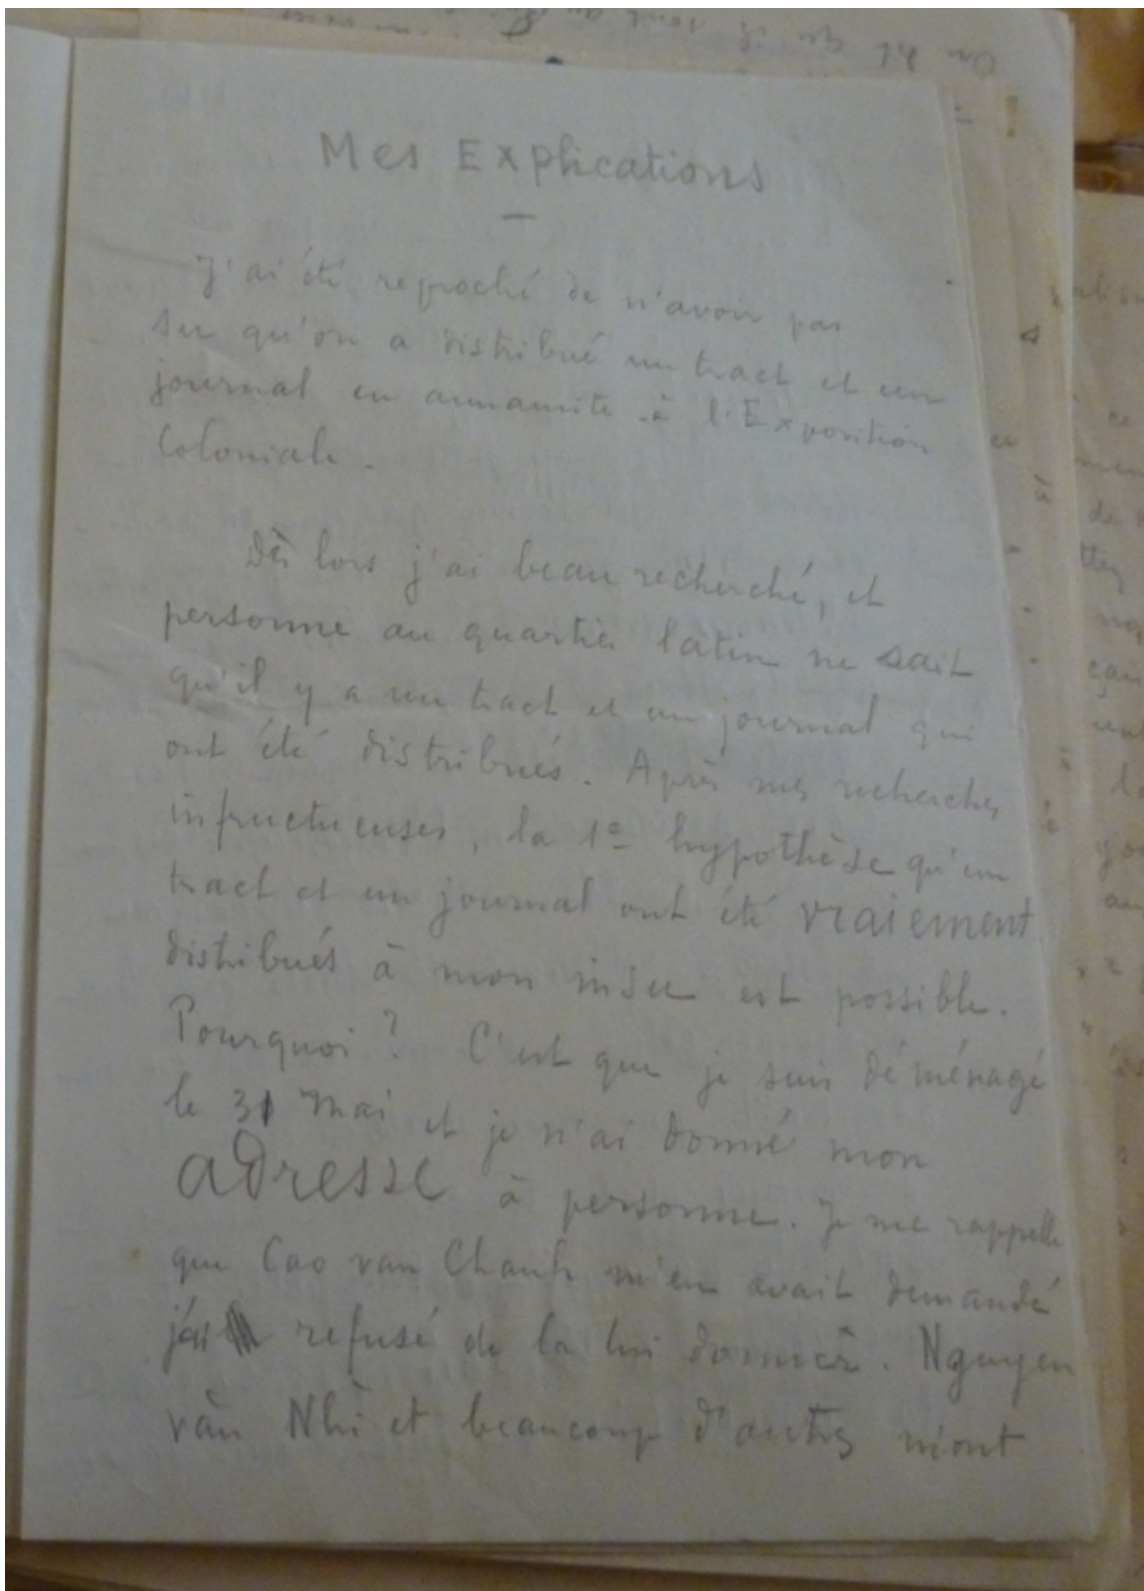 Mes Explications
J'ai été reproché de n'avoir pas
su qu'on a distribué un tract et un
journal en annamite à l'Exposition
Coloniale.
Dès lors j'ai beau recherché, et
personne au quartier latin ne sait
qu'il y a un tract et un journal qui
ont été distribués. Après mes recherches
infructueuses, la 1e hypothèse qu'un
tract et un journal ont été vraiement
distribués à mon insu est possible.
Pourquoi ? C'est que je suis déménagé
le 31 mai et je n'ai donné mon
adresse à personne. Je me rappelle
que Cao van Chanh m'en avait demandé
j'ai refusé de la lui donner. Nguyen
van Nhi et beaucoup d'autres m'ont